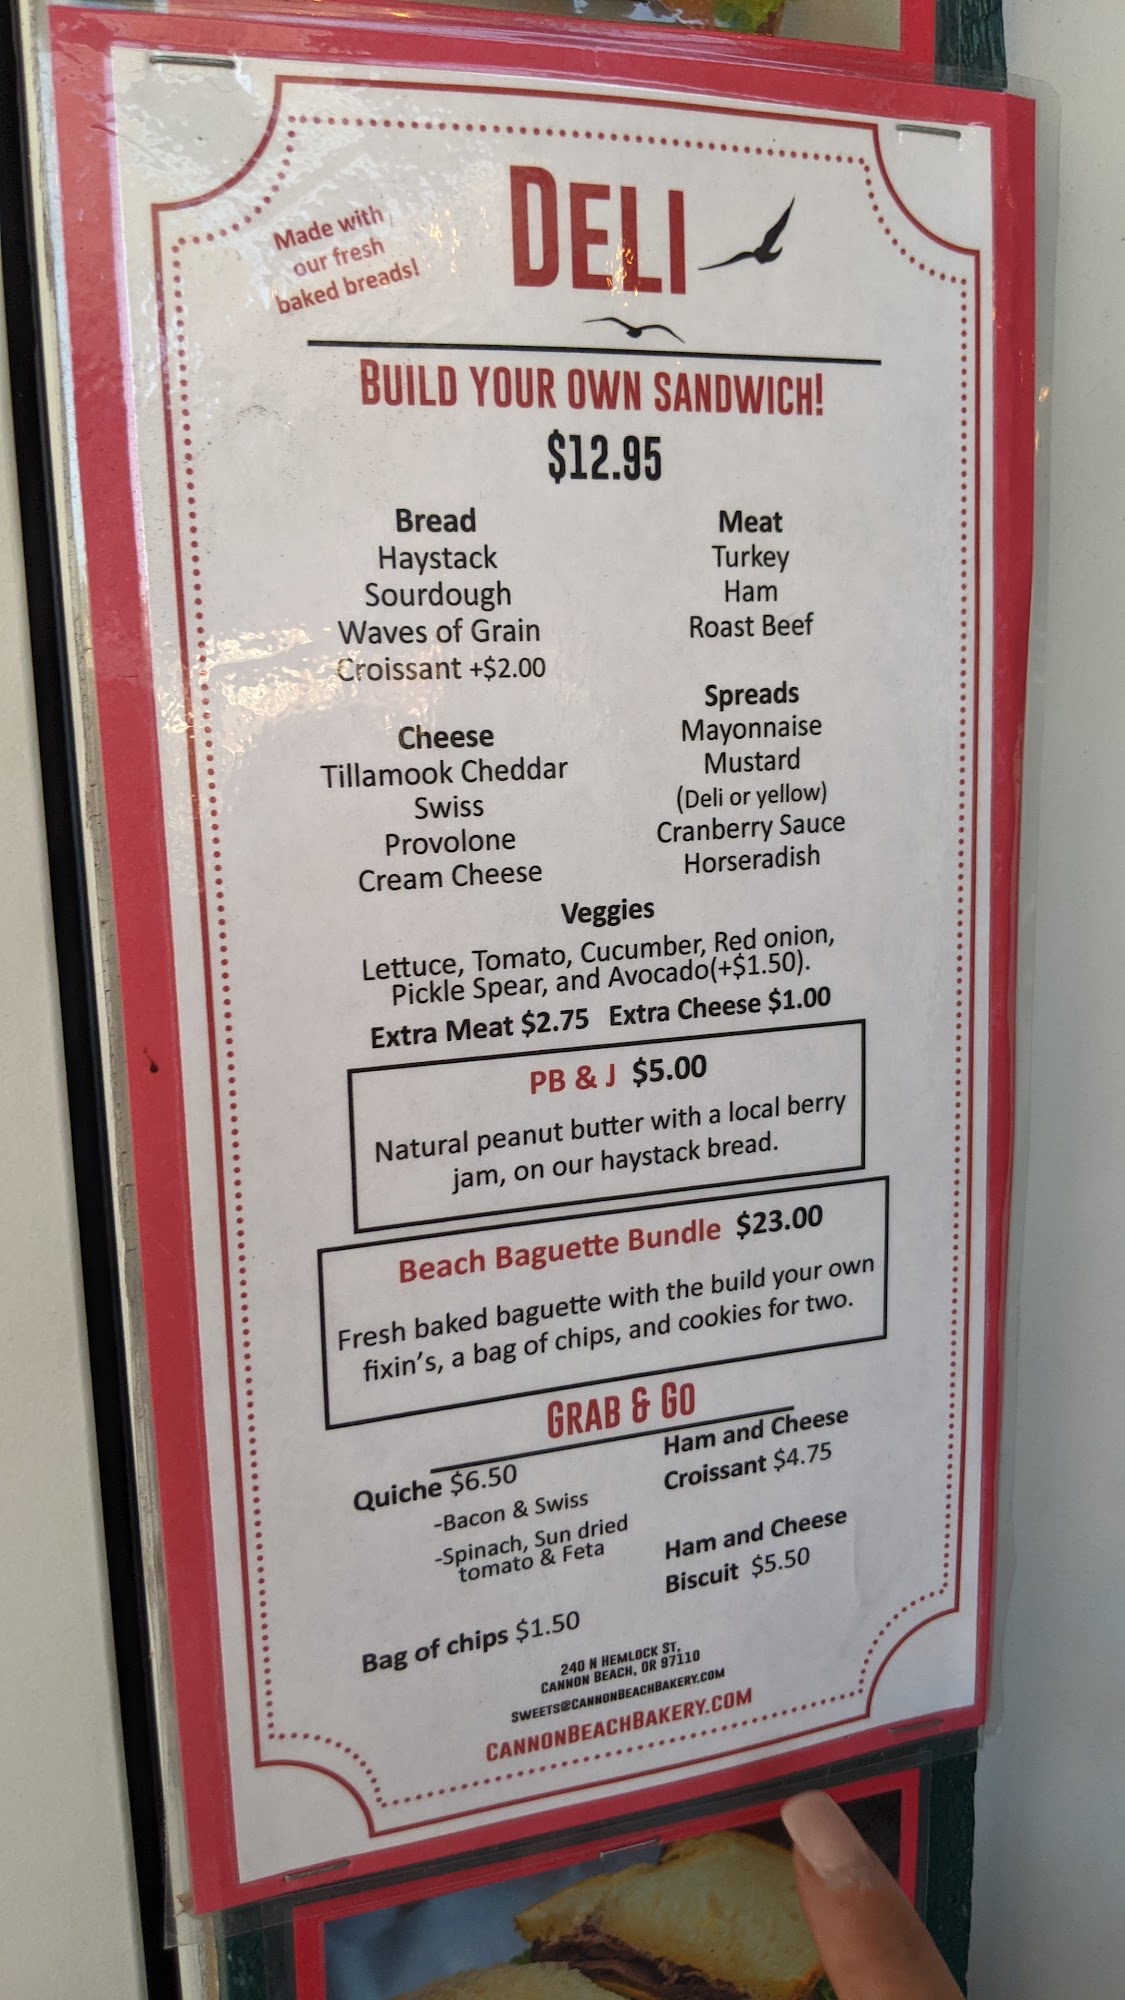 Made with
our fresh
baked breads!
DELI
BUILD YOUR OWN SANDWICH!
$12.95
Bread
Haystack
Sourdough
Waves of Grain
Croissant +$2.00
Meat
Turkey
Ham
Roast Beef
Cheese
Tillamook Cheddar
Swiss
Provolone
Cream Cheese
Spreads
Mayonnaise
Mustard
(Deli or yellow)
Cranberry Sauce
Horseradish
Veggies
Lettuce, Tomato, Cucumber, Red onion,
Pickle Spear, and Avocado(+$1.50).
Extra Meat $2.75 Extra Cheese $1.00
PB & J $5.00
Natural peanut butter with a local berry
jam, on our haystack bread.
Beach Baguette Bundle $23.00
Fresh baked baguette with the build your own
fixin's, a bag of chips, and cookies for two.
GRAB & GO
Quiche $6.50
-Bacon & Swiss
-Spinach, Sun dried
tomato & Feta
Bag of chips $1.50
Ham and Cheese
Croissant $4.75
Ham and Cheese
Biscuit $5.50
240 N HEMLOCK ST,
CANNON BEACH, OR 97110
SWEETS@CANNONBEACHBAKERY.COM
CANNONBEACHBAKERY.COM